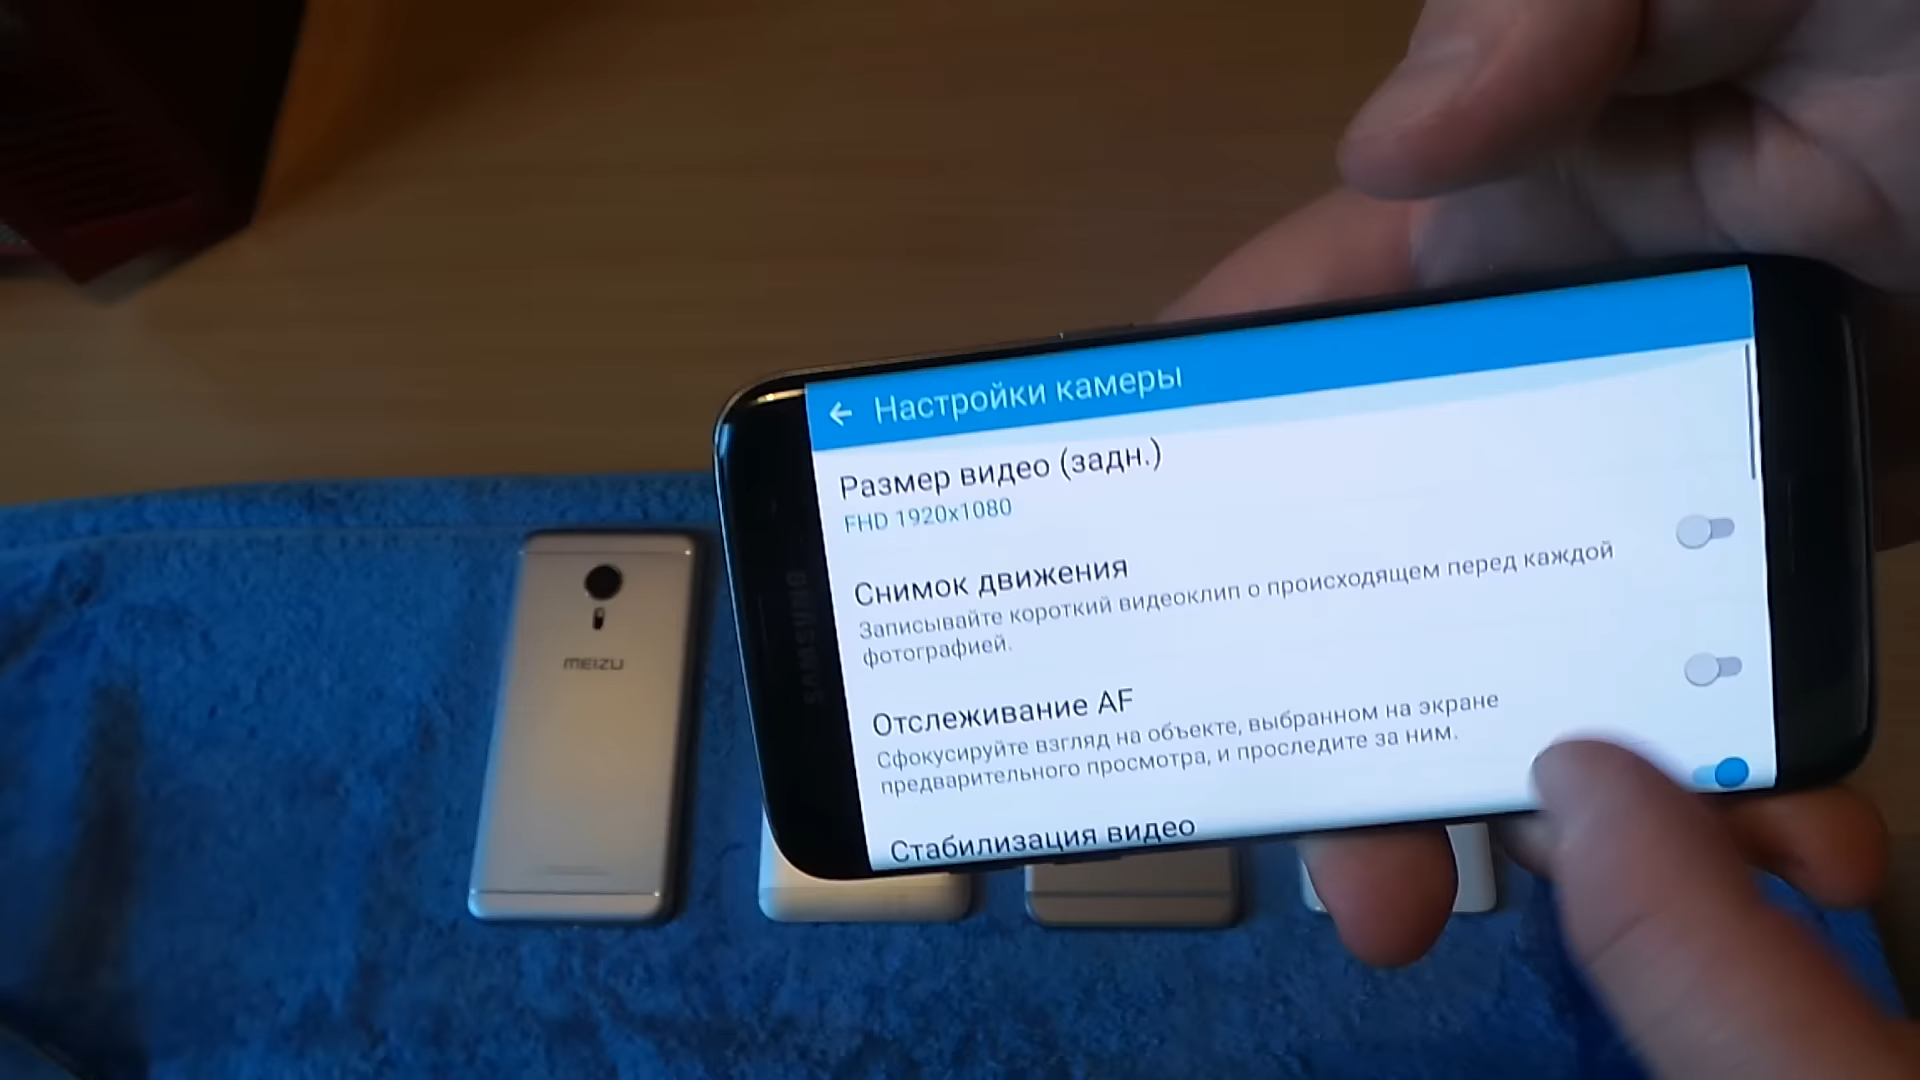 Настройки камеры
Размер видео (задн.)
FHD 1920x1080
Снимок движения
Записывайте короткий видеоклип о происходящем перед каждой
фотографией.
Отслеживание AF
Сфокусируйте взгляд на объекте, выбранном на экране
предварительного просмотра, и проследите за ним.
Стабилизация видео
SAMSUNG
MEIZU